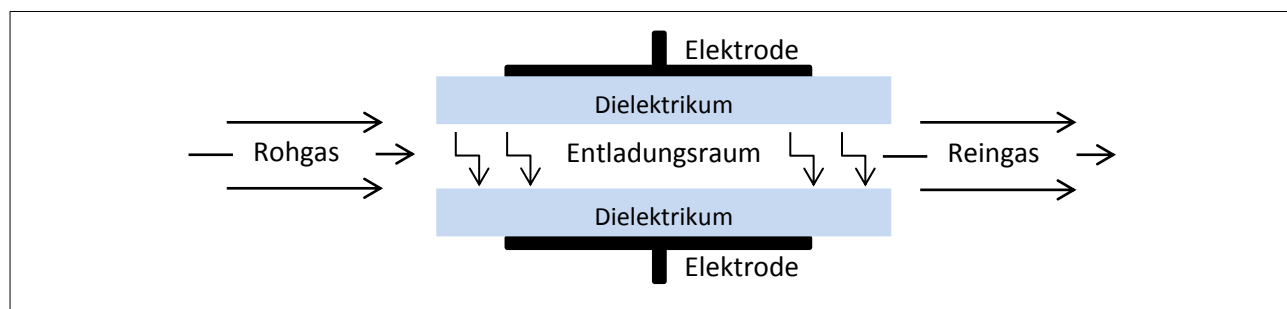 Elektrode
Dielektrikum
Rohgas
Entladungsraum
Reingas
Dielektrikum
Elektrode